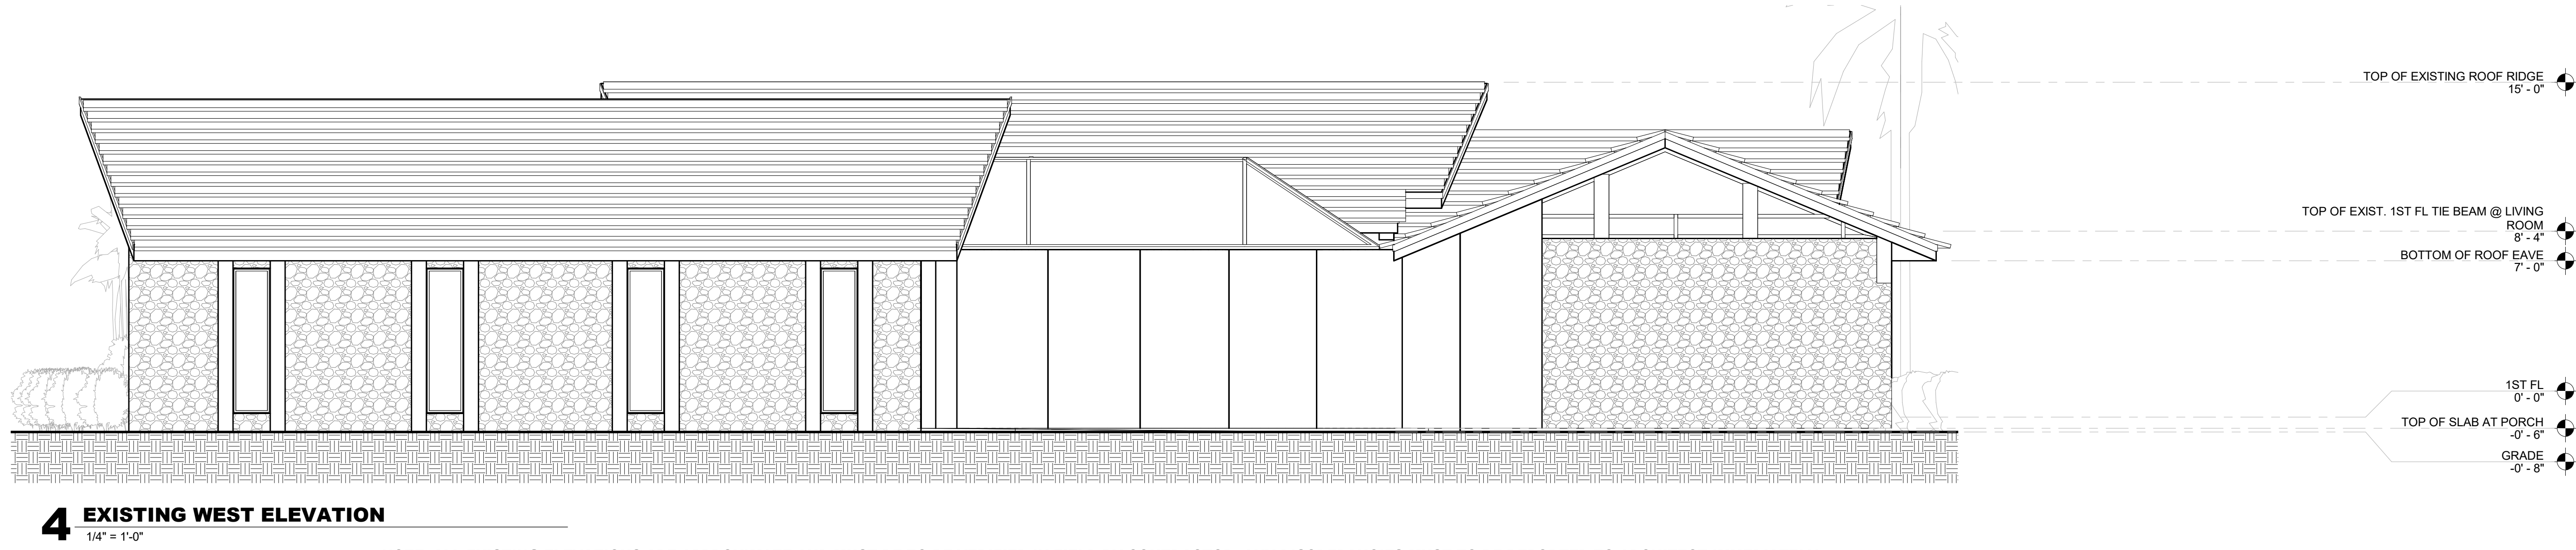 TOP OF EXISTING ROOF RIDGE
15' - 0"
TOP OF EXIST. 1ST FL TIE BEAM @ LIVING
ROOM
8' - 4"
BOTTOM OF ROOF EAVE
7' - 0"
1ST FL
0' - 0"
TOP OF SLAB AT PORCH
-0' - 6"
GRADE
-0' - 8"
4 EXISTING WEST ELEVATION
1/4" = 1'-0"